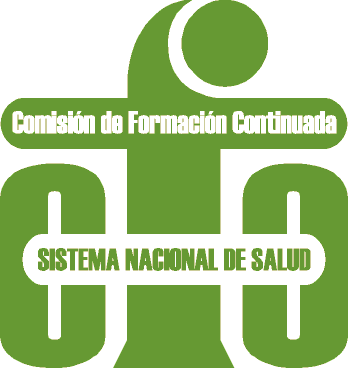 Comisión de Formación Continuada
SISTEMA NACIONAL DE SALUD